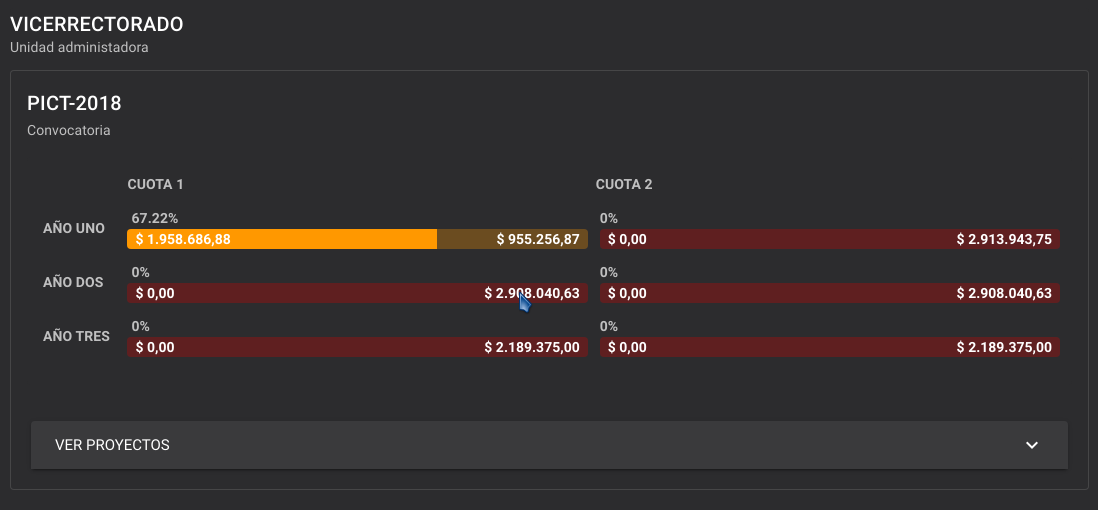 VICERRECTORADO
Unidad administadora
PICT-2018
Convocatoria
CUOTA 1 CUOTA 2
67.22% 0%
AÑO UNO
$ 1.958.686,88 $ 955.256,87 $ 0,00 $ 2.913.943,75
0% 0%
AÑO DOS
$ 0,00 $ 2.908.040,63 $ 0,00 $ 2.908.040,63
0% 0%
AÑO TRES
$ 0,00 $ 2.189.375,00 $ 0,00 $ 2.189.375,00
VER PROYECTOS